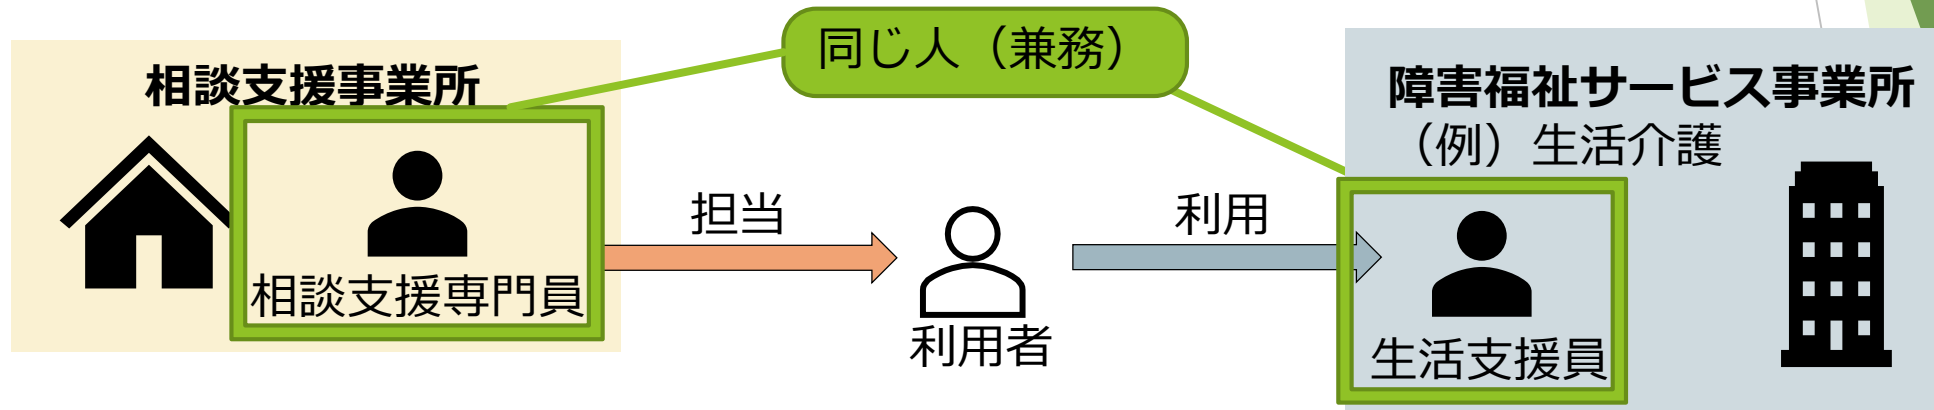 同じ人（兼務）
相談支援事業所
相談支援専門員
担当
利用者
利用
障害福祉サービス事業所
（例）生活介護
生活支援員